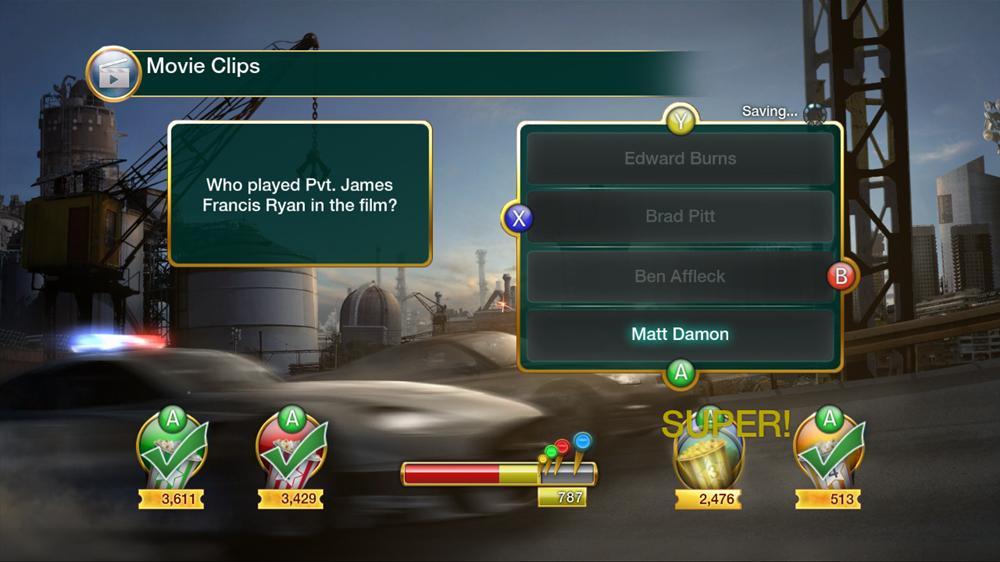 Movie Clips
Saving...
Who played Pvt. James
Francis Ryan in the film?
Y
Edward Burns
X
Brad Pitt
Ben Affleck
B
Matt Damon
A
SUPER!
A
A
A
3,611
3,429
787
2,476
513